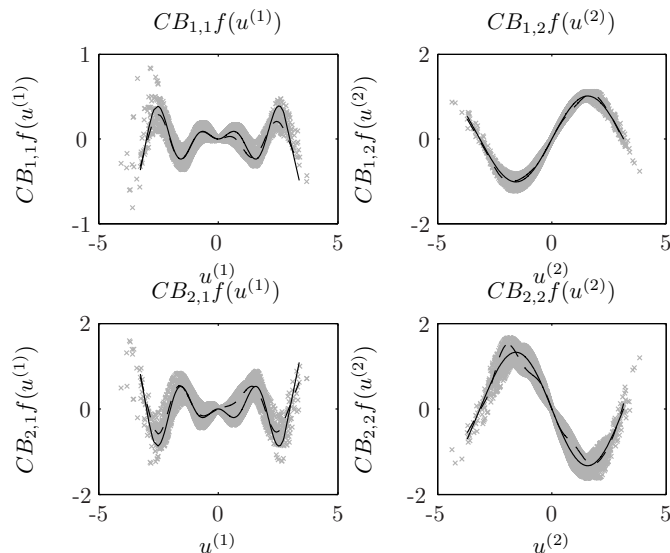 CB_{1,1}f(u^{(1)})
CB_{1,1}f(u^{(1)})
1
0
-1
-5
0
5
u^{(1)}
CB_{1,2}f(u^{(2)})
CB_{1,2}f(u^{(2)})
2
0
-2
-5
0
5
u^{(2)}
CB_{2,1}f(u^{(1)})
CB_{2,1}f(u^{(1)})
2
0
-2
-5
0
5
u^{(1)}
CB_{2,2}f(u^{(2)})
CB_{2,2}f(u^{(2)})
2
0
-2
-5
0
5
u^{(2)}